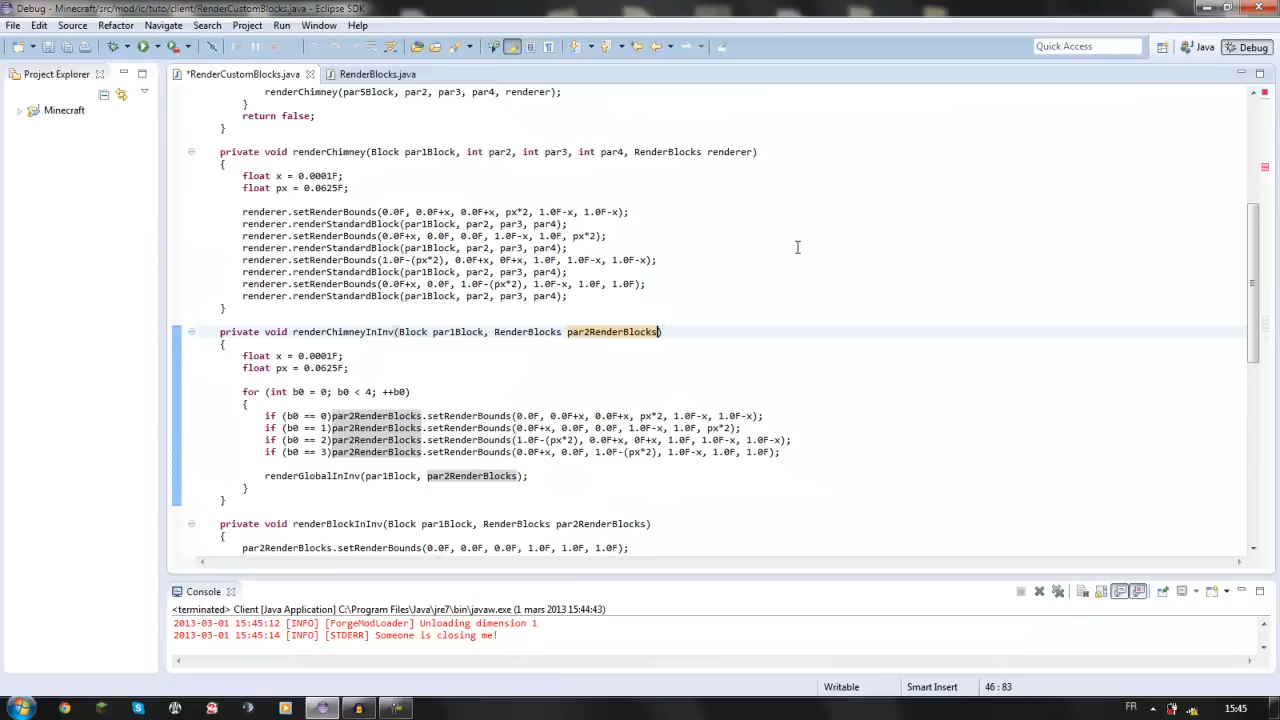 Debug - Minecraft/src/mod/ic/tuto/client/RenderCustomBlocks.java - Eclipse SDK
File Edit Source Refactor Navigate Search Project Run Window Help
Quick Access
Java
Debug
Project Explorer
*RenderCustomBlocks.java
RenderBlocks.java
Minecraft
renderChimney(par5Block, par2, par3, par4, renderer);
}
return false;
}
private void renderChimney(Block par1Block, int par2, int par3, int par4, RenderBlocks renderer)
{
float x = 0.0001F;
float px = 0.0625F;
renderer.setRenderBounds(0.0F, 0.0F+x, 0.0F+x, px*2, 1.0F-x, 1.0F-x);
renderer.renderStandardBlock(par1Block, par2, par3, par4);
renderer.setRenderBounds(0.0F+x, 0.0F, 0.0F, 1.0F-x, 1.0F, px*2);
renderer.renderStandardBlock(par1Block, par2, par3, par4);
renderer.setRenderBounds(1.0F-(px*2), 0.0F+x, 0F+x, 1.0F, 1.0F-x, 1.0F-x);
renderer.renderStandardBlock(par1Block, par2, par3, par4);
renderer.setRenderBounds(0.0F+x, 0.0F, 1.0F-(px*2), 1.0F-x, 1.0F, 1.0F);
renderer.renderStandardBlock(par1Block, par2, par3, par4);
}
private void renderChimneyInInv(Block par1Block, RenderBlocks par2RenderBlocks)
{
float x = 0.0001F;
float px = 0.0625F;
for (int b0 = 0; b0 < 4; ++b0)
{
if (b0 == 0)par2RenderBlocks.setRenderBounds(0.0F, 0.0F+x, 0.0F+x, px*2, 1.0F-x, 1.0F-x);
if (b0 == 1)par2RenderBlocks.setRenderBounds(0.0F+x, 0.0F, 0.0F, 1.0F-x, 1.0F, px*2);
if (b0 == 2)par2RenderBlocks.setRenderBounds(1.0F-(px*2), 0.0F+x, 0F+x, 1.0F, 1.0F-x, 1.0F-x);
if (b0 == 3)par2RenderBlocks.setRenderBounds(0.0F+x, 0.0F, 1.0F-(px*2), 1.0F-x, 1.0F, 1.0F);
renderGlobalInInv(par1Block, par2RenderBlocks);
}
}
private void renderBlockInInv(Block par1Block, RenderBlocks par2RenderBlocks)
{
par2RenderBlocks.setRenderBounds(0.0F, 0.0F, 0.0F, 1.0F, 1.0F, 1.0F);
Console
<terminated> Client [Java Application] C:\Program Files\Java\jre7\bin\javaw.exe (1 mars 2013 15:44:43)
2013-03-01 15:45:12 [INFO] [ForgeModLoader] Unloading dimension 1
2013-03-01 15:45:14 [INFO] [STDERR] Someone is closing me!
Writable
Smart Insert
46 : 83
FR
15:45